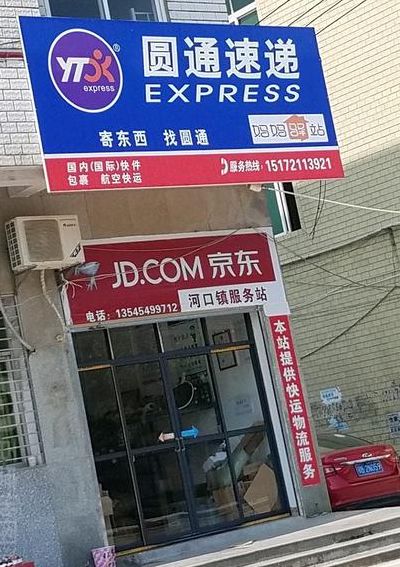 YTO
express
®
圆通速递
EXPRESS
寄东西 找圆通
妈妈驿站
国内(国际)快件
包裹 航空快运
服务热线:15172113921
JD.COM 京东
电话:13545499712
河口镇服务站
本站提供快运物流服务